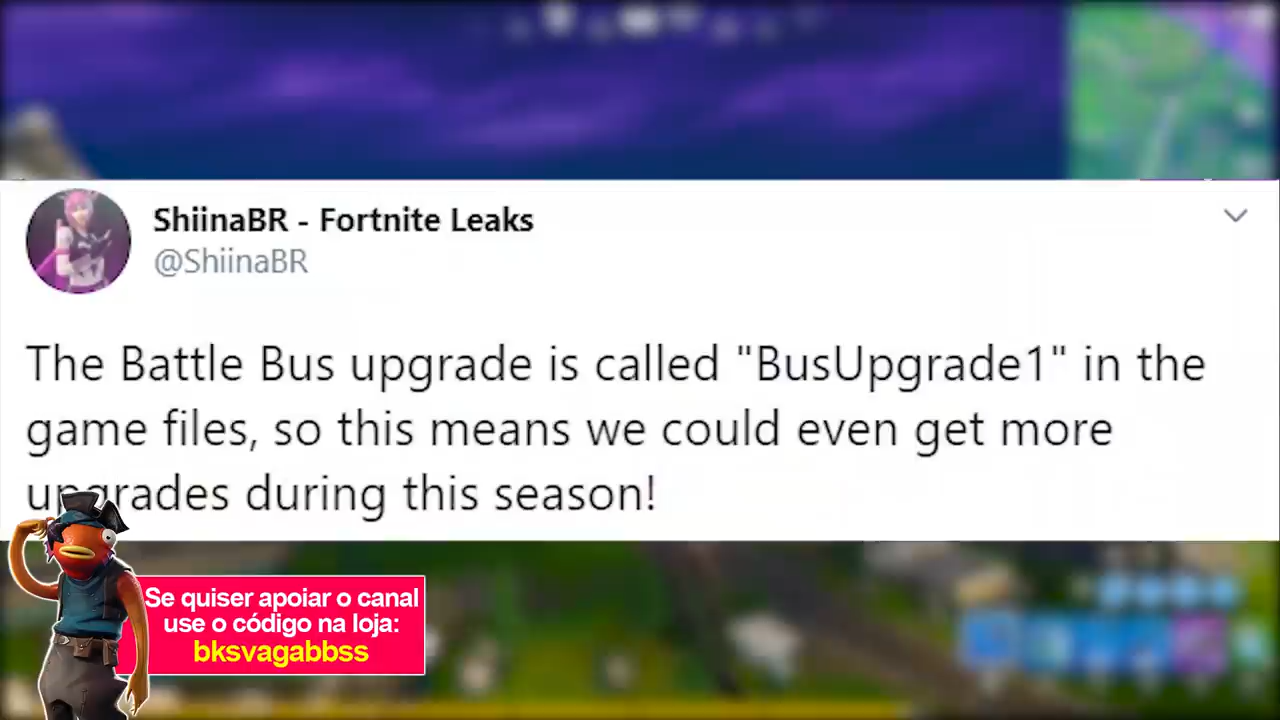 ShiinaBR - Fortnite Leaks
@ShiinaBR
The Battle Bus upgrade is called "BusUpgrade1" in the
game files, so this means we could even get more
upgrades during this season!
Se quiser apoiar o canal
use o código na loja:
bksvagabbss